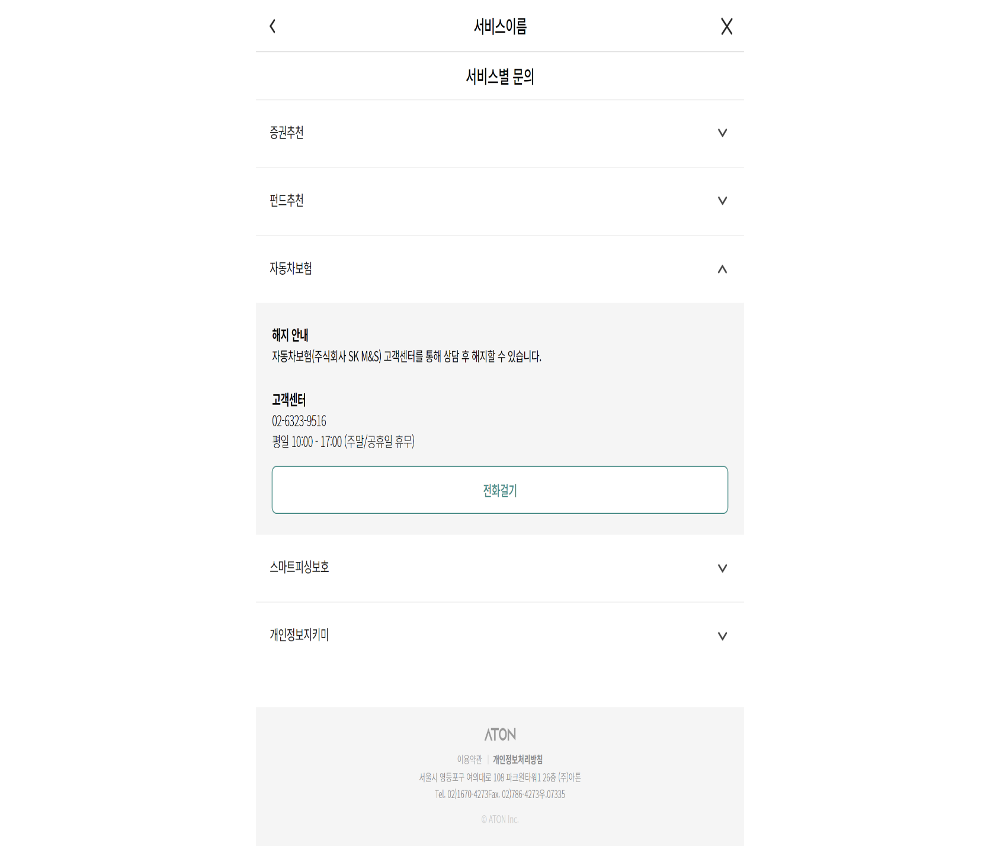 서비스이름
서비스별 문의
증권추천
펀드추천
자동차보험
해지 안내
자동차보험(주식회사 SK M&S) 고객센터를 통해 상담 후 해지할 수 있습니다.
고객센터
02-6323-9516
평일 10:00 - 17:00 (주말/공휴일 휴무)
전화걸기
스마트피싱보호
개인정보지키미
ATON
이용약관 | 개인정보처리방침
서울시 영등포구 여의대로 108 파크원타워1 26층 (주)아톤
Tel. 02)1670-4273Fax. 02)786-4273우.07335
© ATON Inc.